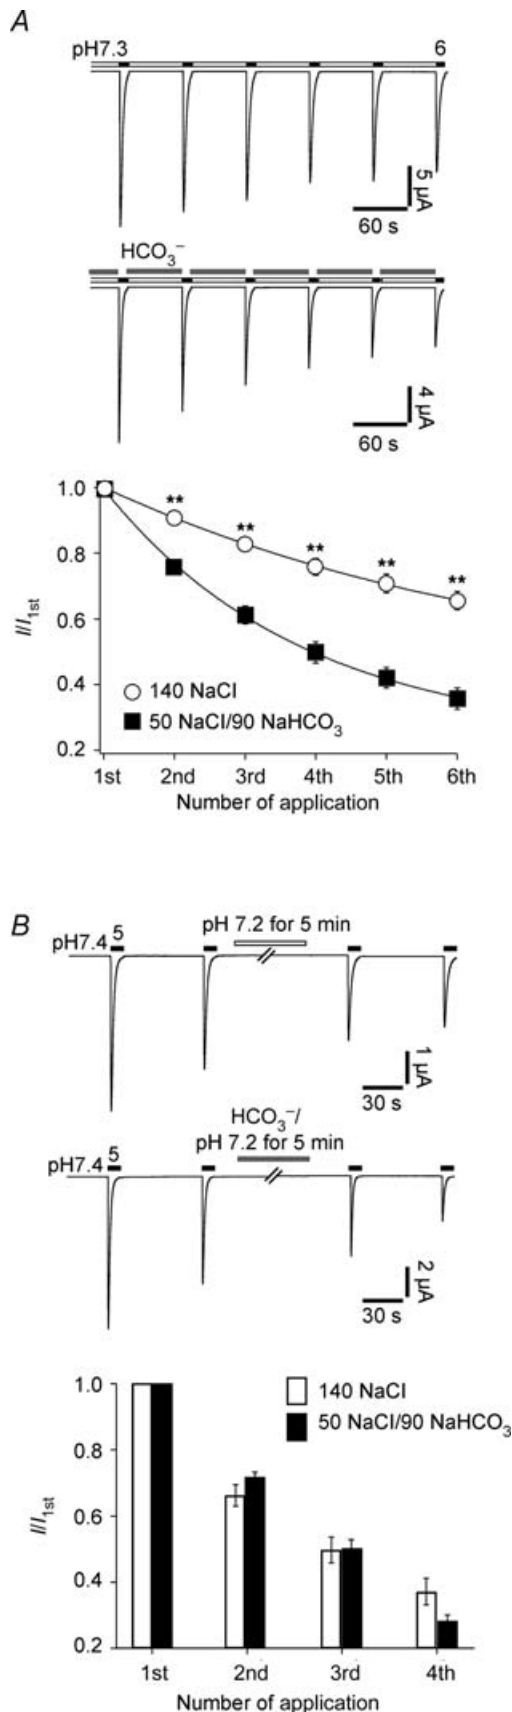 A
pH7.3 6
5 µA
60 s
HCO3–
4 µA
60 s
1.0
0.8
0.6
0.4
0.2
I/I1st
** ** ** ** **
140 NaCl
50 NaCl/90 NaHCO3
1st 2nd 3rd 4th 5th 6th
Number of application
B
pH 7.2 for 5 min
pH7.4 5
1 µA
30 s
HCO3–/
pH 7.2 for 5 min
pH7.4 5
2 µA
30 s
140 NaCl
50 NaCl/90 NaHCO3
1.0
0.8
0.6
0.4
0.2
I/I1st
1st 2nd 3rd 4th
Number of application